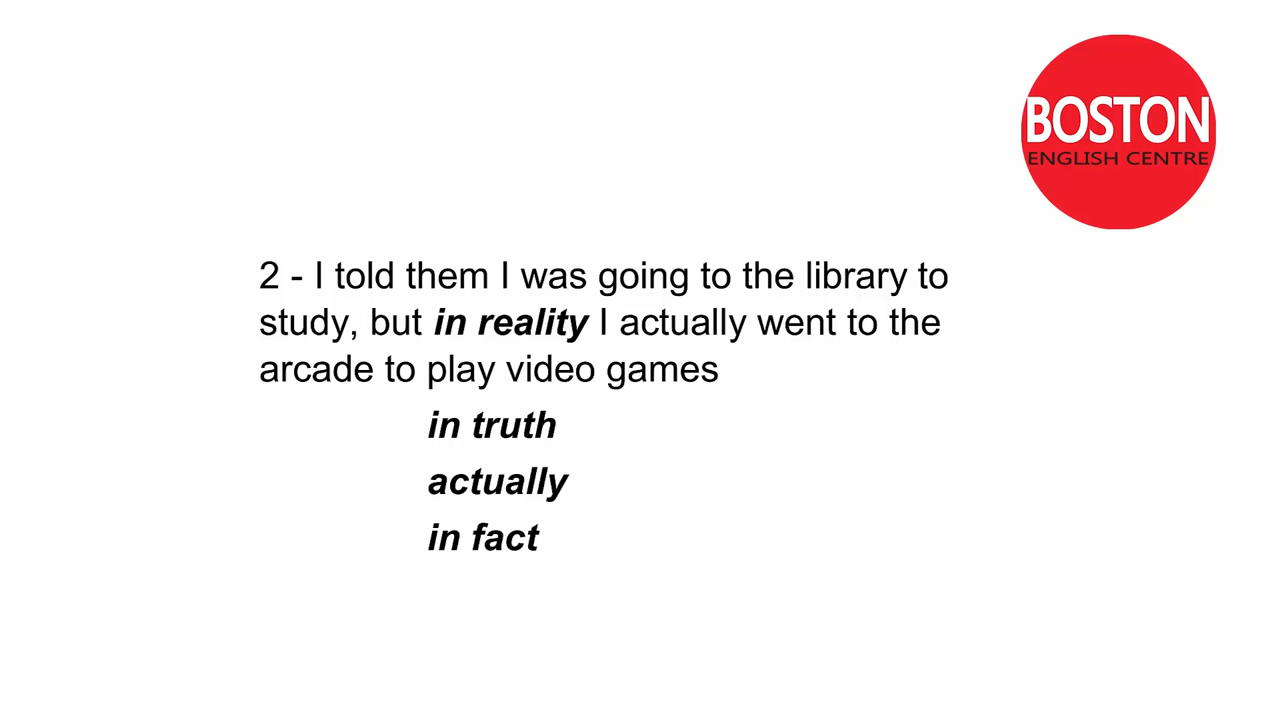 BOSTON
ENGLISH CENTRE
2 - I told them I was going to the library to
study, but in reality I actually went to the
arcade to play video games
in truth
actually
in fact